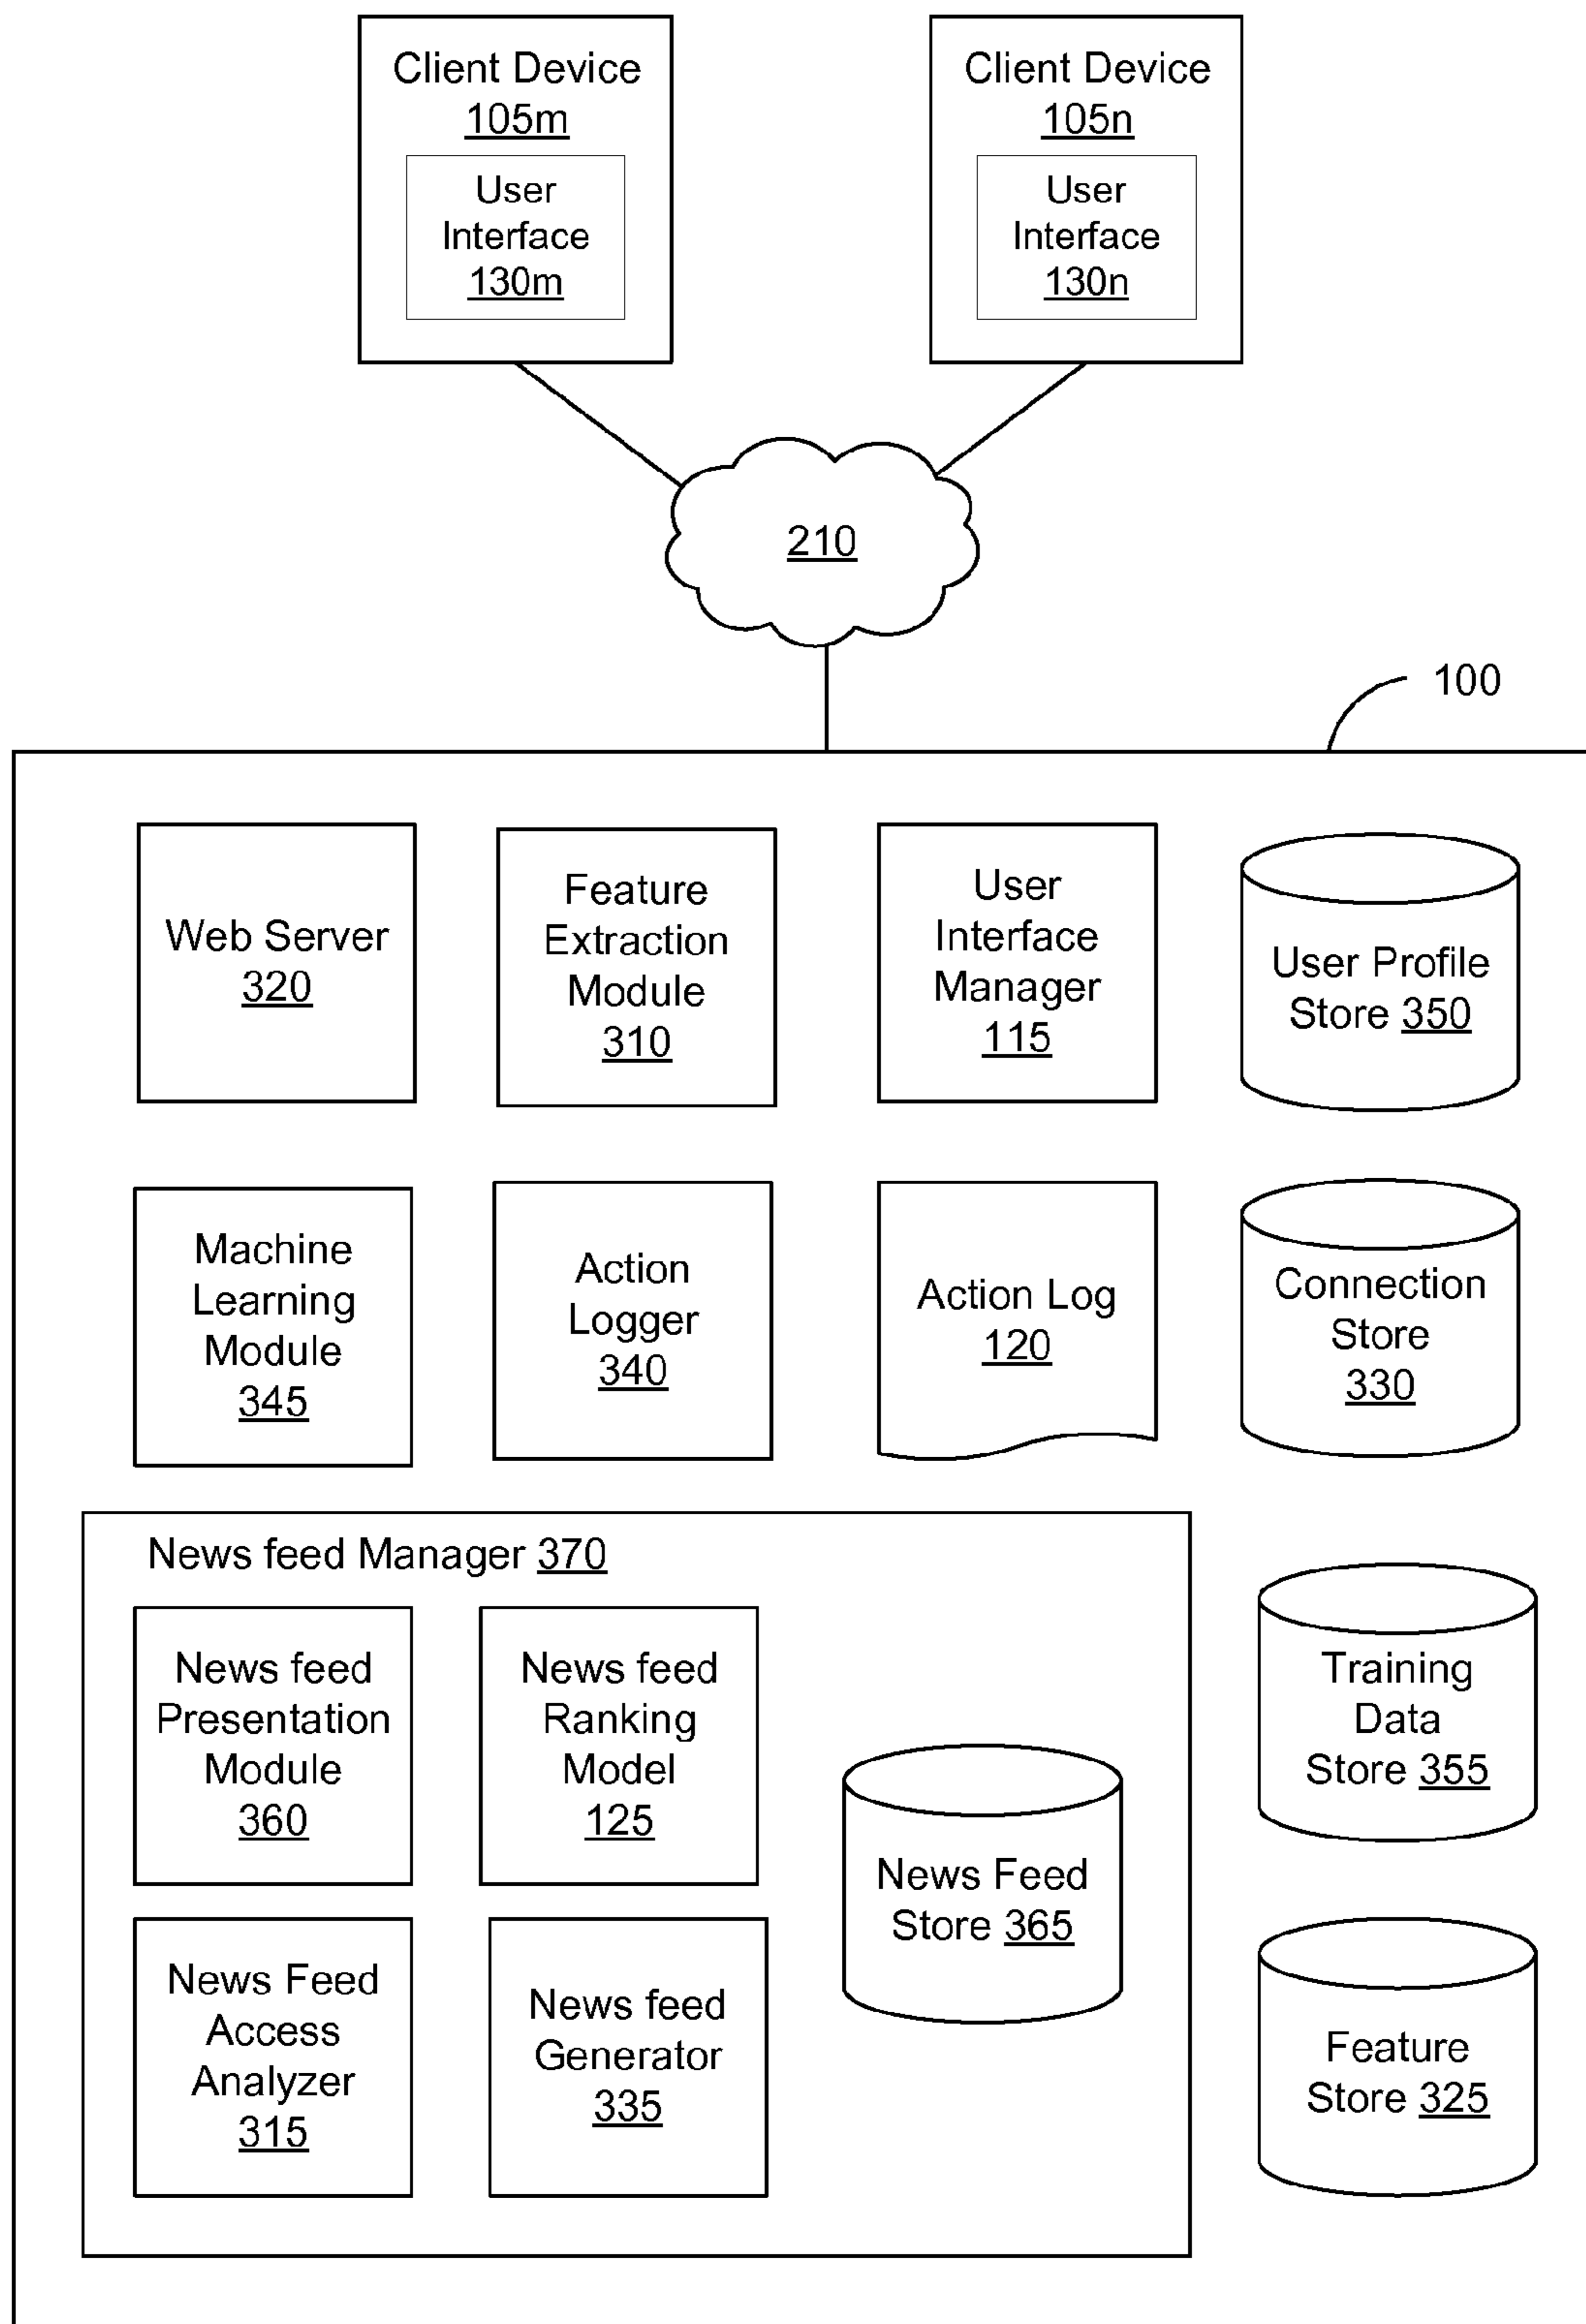 Client Device
105m
User
Interface
130m
Client Device
105n
User
Interface
130n
210
100
Web Server
320
Feature
Extraction
Module
310
User
Interface
Manager
115
User Profile
Store 350
Machine
Learning
Module
345
Action
Logger
340
Action Log
120
Connection
Store
330
News feed Manager 370
News feed
Presentation
Module
360
News feed
Ranking
Model
125
News Feed
Store 365
Training
Data
Store 355
News Feed
Access
Analyzer
315
News feed
Generator
335
Feature
Store 325